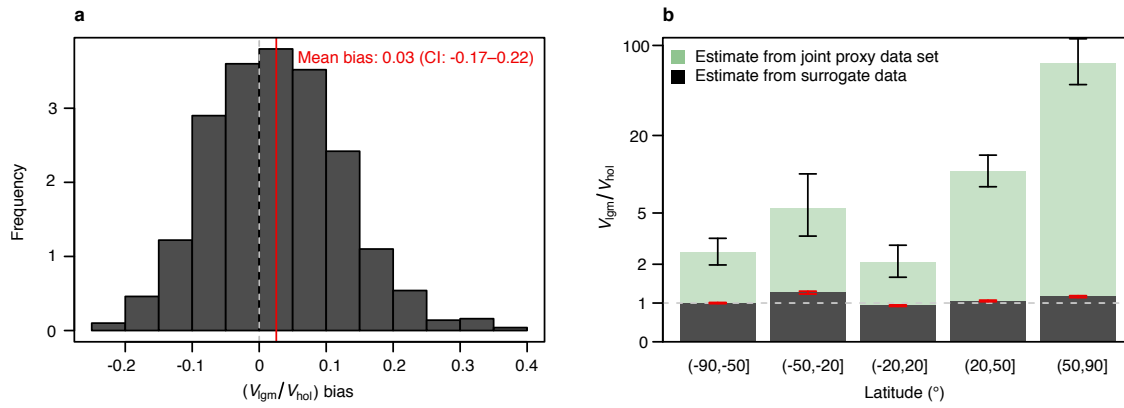 a
Mean bias: 0.03 (CI: -0.17–0.22)
Frequency
3
2
1
0
-0.2 -0.1 0 0.1 0.2 0.3 0.4
(Vlgm/Vhol) bias
b
Estimate from joint proxy data set
Estimate from surrogate data
Vlgm/Vhol
100
20
5
2
1
0
(-90,-50] (-50,-20] (-20,20] (20,50] (50,90]
Latitude (°)